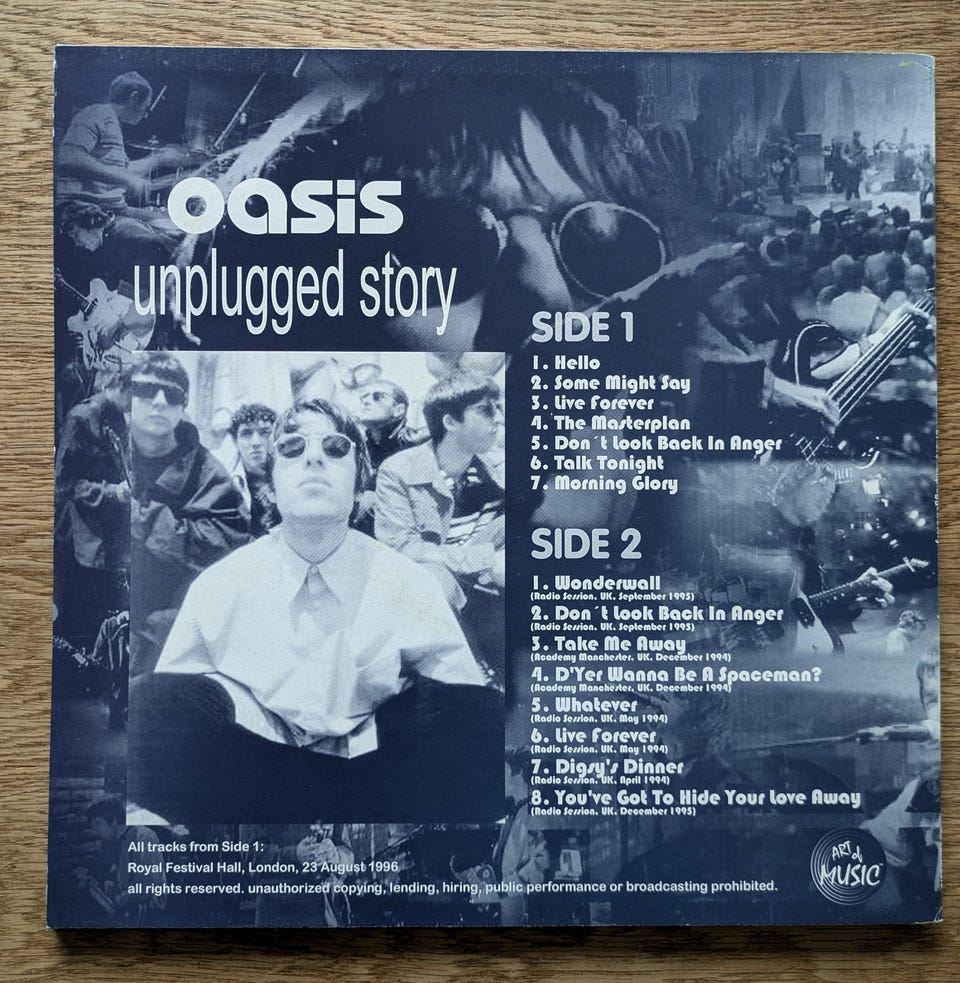 oasis
unplugged story
SIDE 1
1. Hello
2. Some Might Say
3. Live Forever
4. The Masterplan
5. Don´t Look Back In Anger
6. Talk Tonight
7. Morning Glory
SIDE 2
1. Wonderwall
(Radio Session, UK, September 1995)
2. Don´t Look Back In Anger
(Radio Session, UK, September 1995)
3. Take Me Away
(Academy Manchester, UK, December 1994)
4. D'Yer Wanna Be A Spaceman?
(Academy Manchester, UK, December 1994)
5. Whatever
(Radio Session, UK, May 1994)
6. Live Forever
(Radio Session, UK, May 1994)
7. Digsy's Dinner
(Radio Session, UK, April 1994)
8. You've Got To Hide Your Love Away
(Radio Session, UK, December 1995)
All tracks from Side 1:
Royal Festival Hall, London, 23 August 1996
all rights reserved. unauthorized copying, lending, hiring, public performance or broadcasting prohibited.
ART of
MUSIC